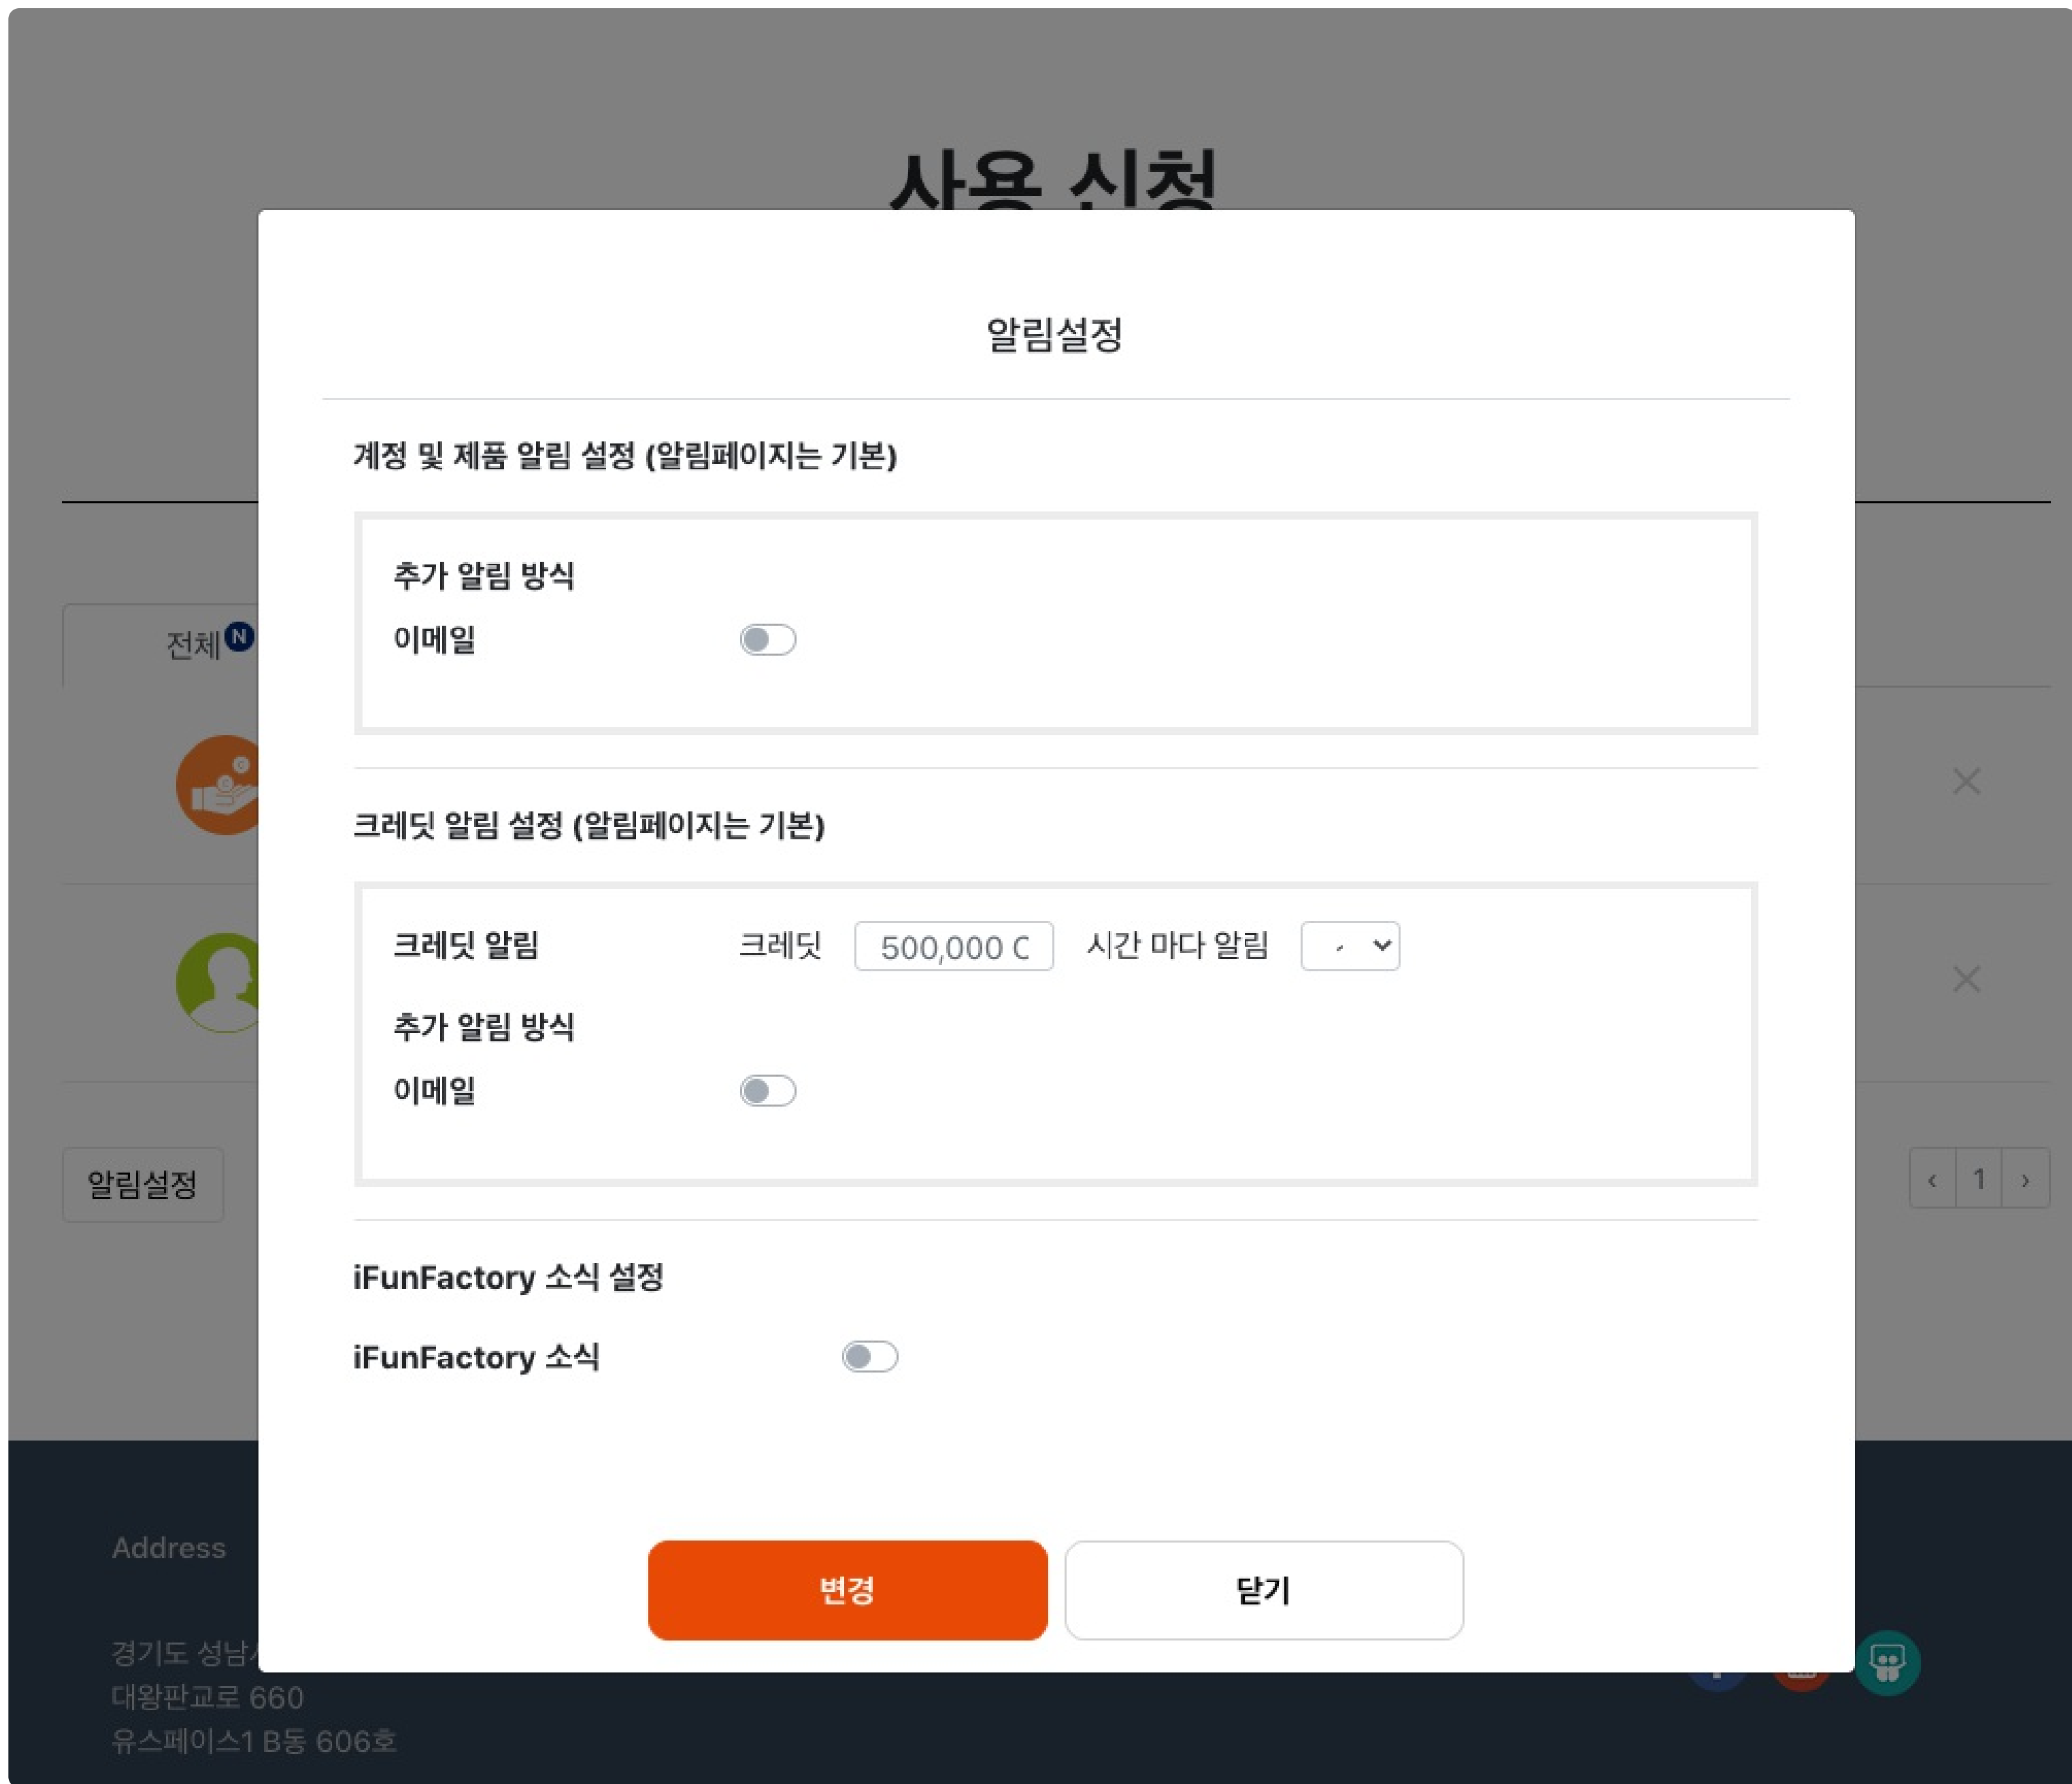 사용 신청
알림설정
계정 및 제품 알림 설정 (알림페이지는 기본)
추가 알림 방식
이메일
전체 N
크레딧 알림 설정 (알림페이지는 기본)
크레딧 알림 크레딧 500,000 C 시간 마다 알림 -
추가 알림 방식
이메일
알림설정
‹ 1 ›
iFunFactory 소식 설정
iFunFactory 소식
변경 닫기
Address
경기도 성남
대왕판교로 660
유스페이스1 B동 606호